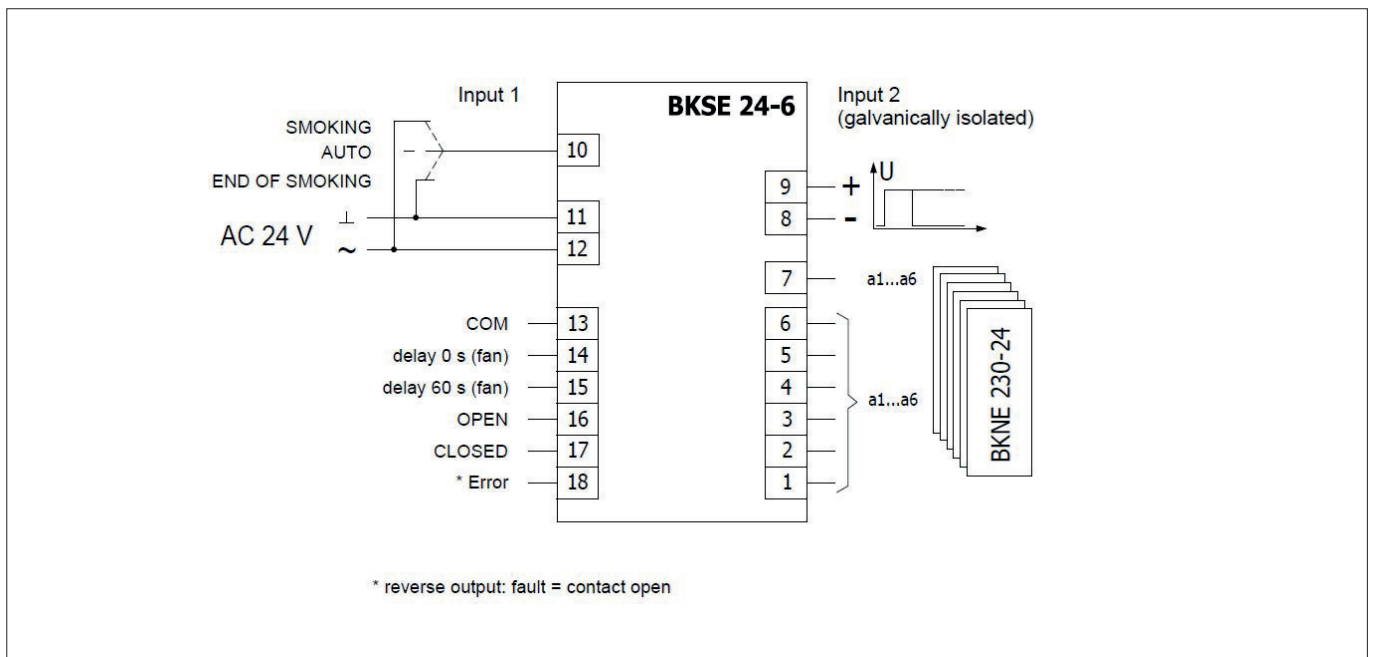 Input 1
BKSE 24-6
Input 2
(galvanically isolated)
SMOKING
AUTO
END OF SMOKING
AC 24 V
⊥
~
10
11
12
9
+
U
8
-
7
a1...a6
COM
13
6
delay 0 s (fan)
14
5
delay 60 s (fan)
15
4
a1...a6
OPEN
16
3
CLOSED
17
2
* Error
18
1
BKNE 230-24
* reverse output: fault = contact open